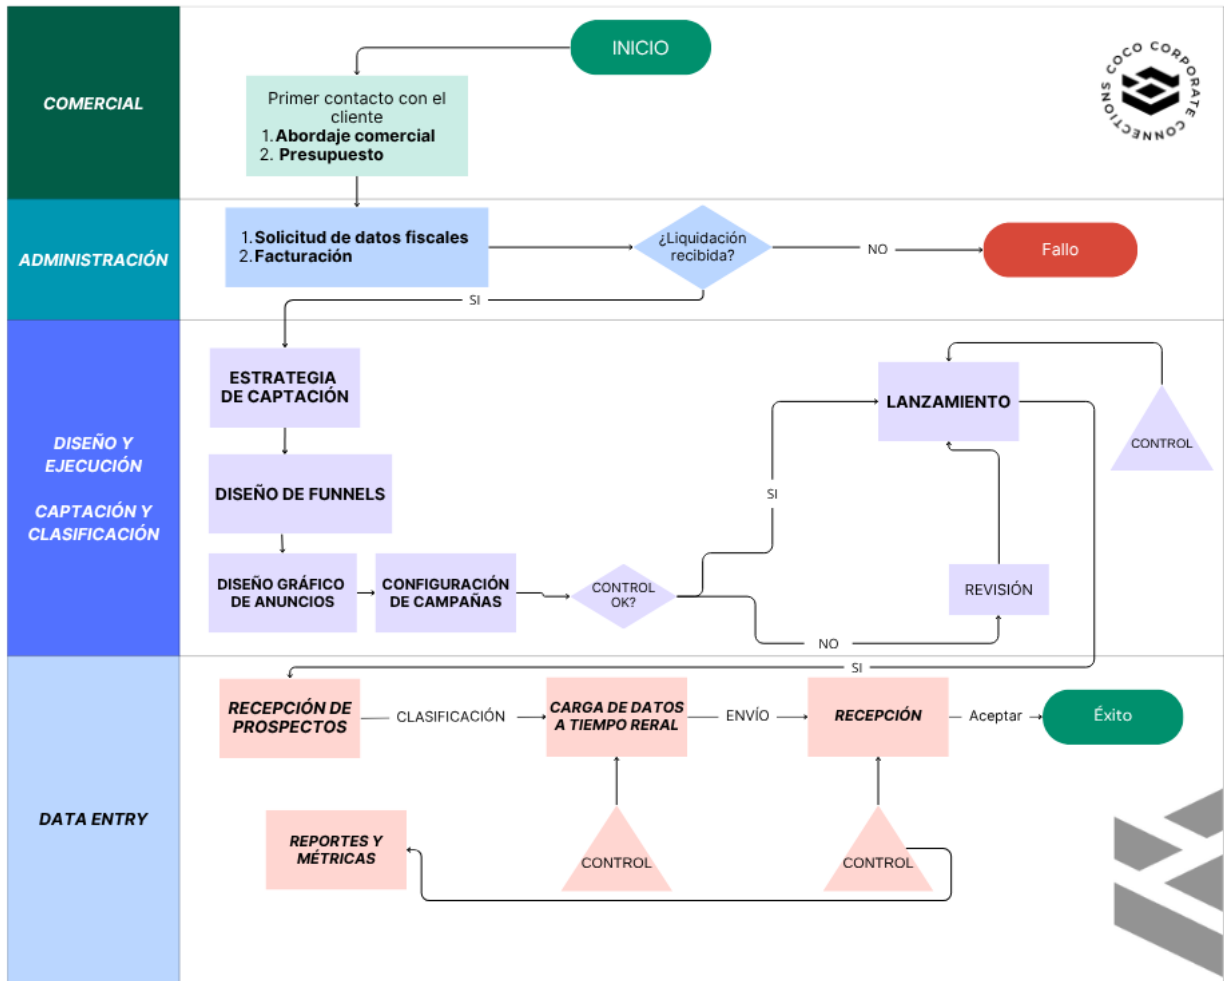 INICIO
COCO CORPORATE CONNECTIONS
COMERCIAL
Primer contacto con el
cliente
1. Abordaje comercial
2. Presupuesto
ADMINISTRACIÓN
1. Solicitud de datos fiscales
2. Facturación
¿Liquidación
recibida?
NO
Fallo
SI
DISEÑO Y
EJECUCIÓN
CAPTACIÓN Y
CLASIFICACIÓN
ESTRATEGIA
DE CAPTACIÓN
LANZAMIENTO
CONTROL
DISEÑO DE FUNNELS
SI
DISEÑO GRÁFICO
DE ANUNCIOS
CONFIGURACIÓN
DE CAMPAÑAS
CONTROL
OK?
REVISIÓN
NO
SI
DATA ENTRY
RECEPCIÓN DE
PROSPECTOS
CLASIFICACIÓN
CARGA DE DATOS
A TIEMPO RERAL
ENVÍO
RECEPCIÓN
Aceptar
Éxito
REPORTES Y
MÉTRICAS
CONTROL
CONTROL